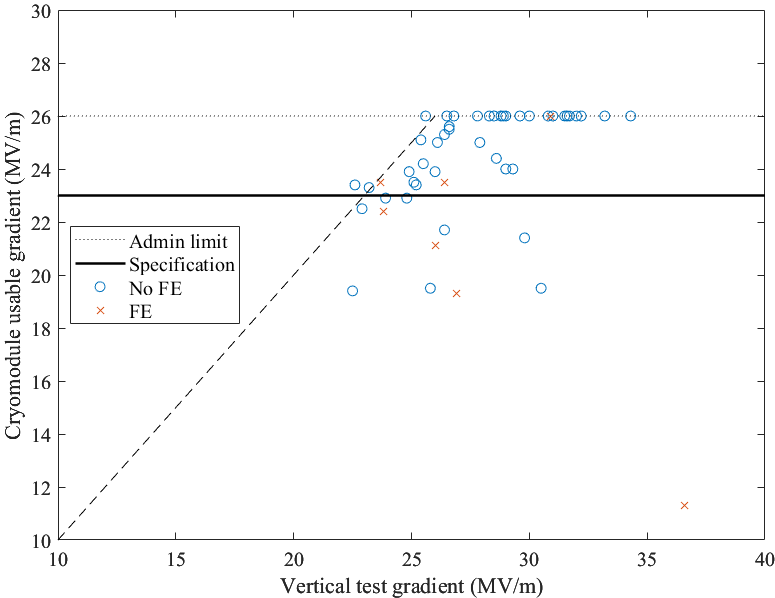 30
28
26
24
22
20
18
16
14
12
10
Cryomodule usable gradient (MV/m)
Admin limit
Specification
No FE
FE
10 15 20 25 30 35 40
Vertical test gradient (MV/m)